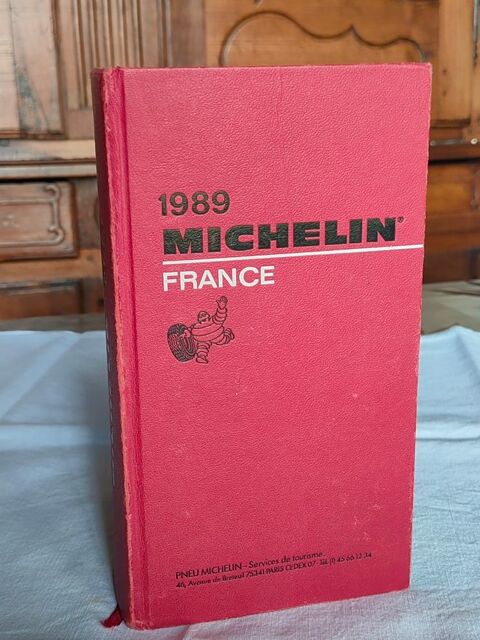 1989
MICHELIN®
FRANCE
PNEU MICHELIN - Services de tourisme
46, Avenue de Breteuil 75341 PARIS CEDEX 07 - Tél. (1) 45 66 12 34